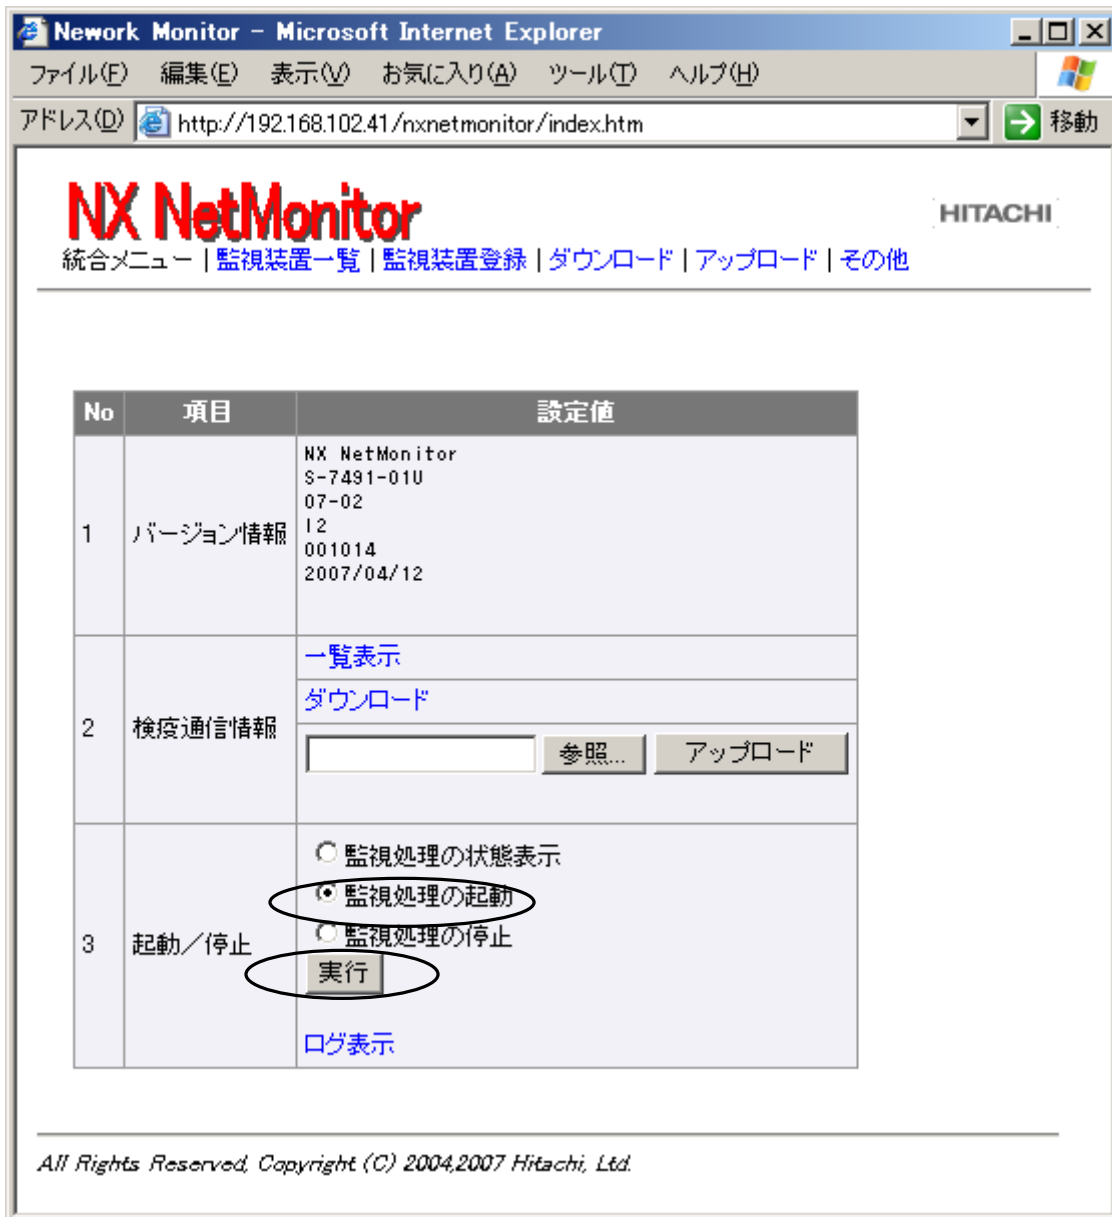 Nework Monitor - Microsoft Internet Explorer
ファイル(F) 編集(E) 表示(V) お気に入り(A) ツール(T) ヘルプ(H)
アドレス(D) http://192.168.102.41/nxnetmonitor/index.htm 移動
NX NetMonitor
HITACHI
統合メニュー | 監視装置一覧 | 監視装置登録 | ダウンロード | アップロード | その他
No 項目 設定値
1 バージョン情報
NX NetMonitor
S-7491-01U
07-02
I2
001014
2007/04/12
2 検疫通信情報
一覧表示
ダウンロード
参照... アップロード
3 起動／停止
監視処理の状態表示
監視処理の起動
監視処理の停止
実行
ログ表示
All Rights Reserved, Copyright (C) 2004,2007 Hitachi, Ltd.